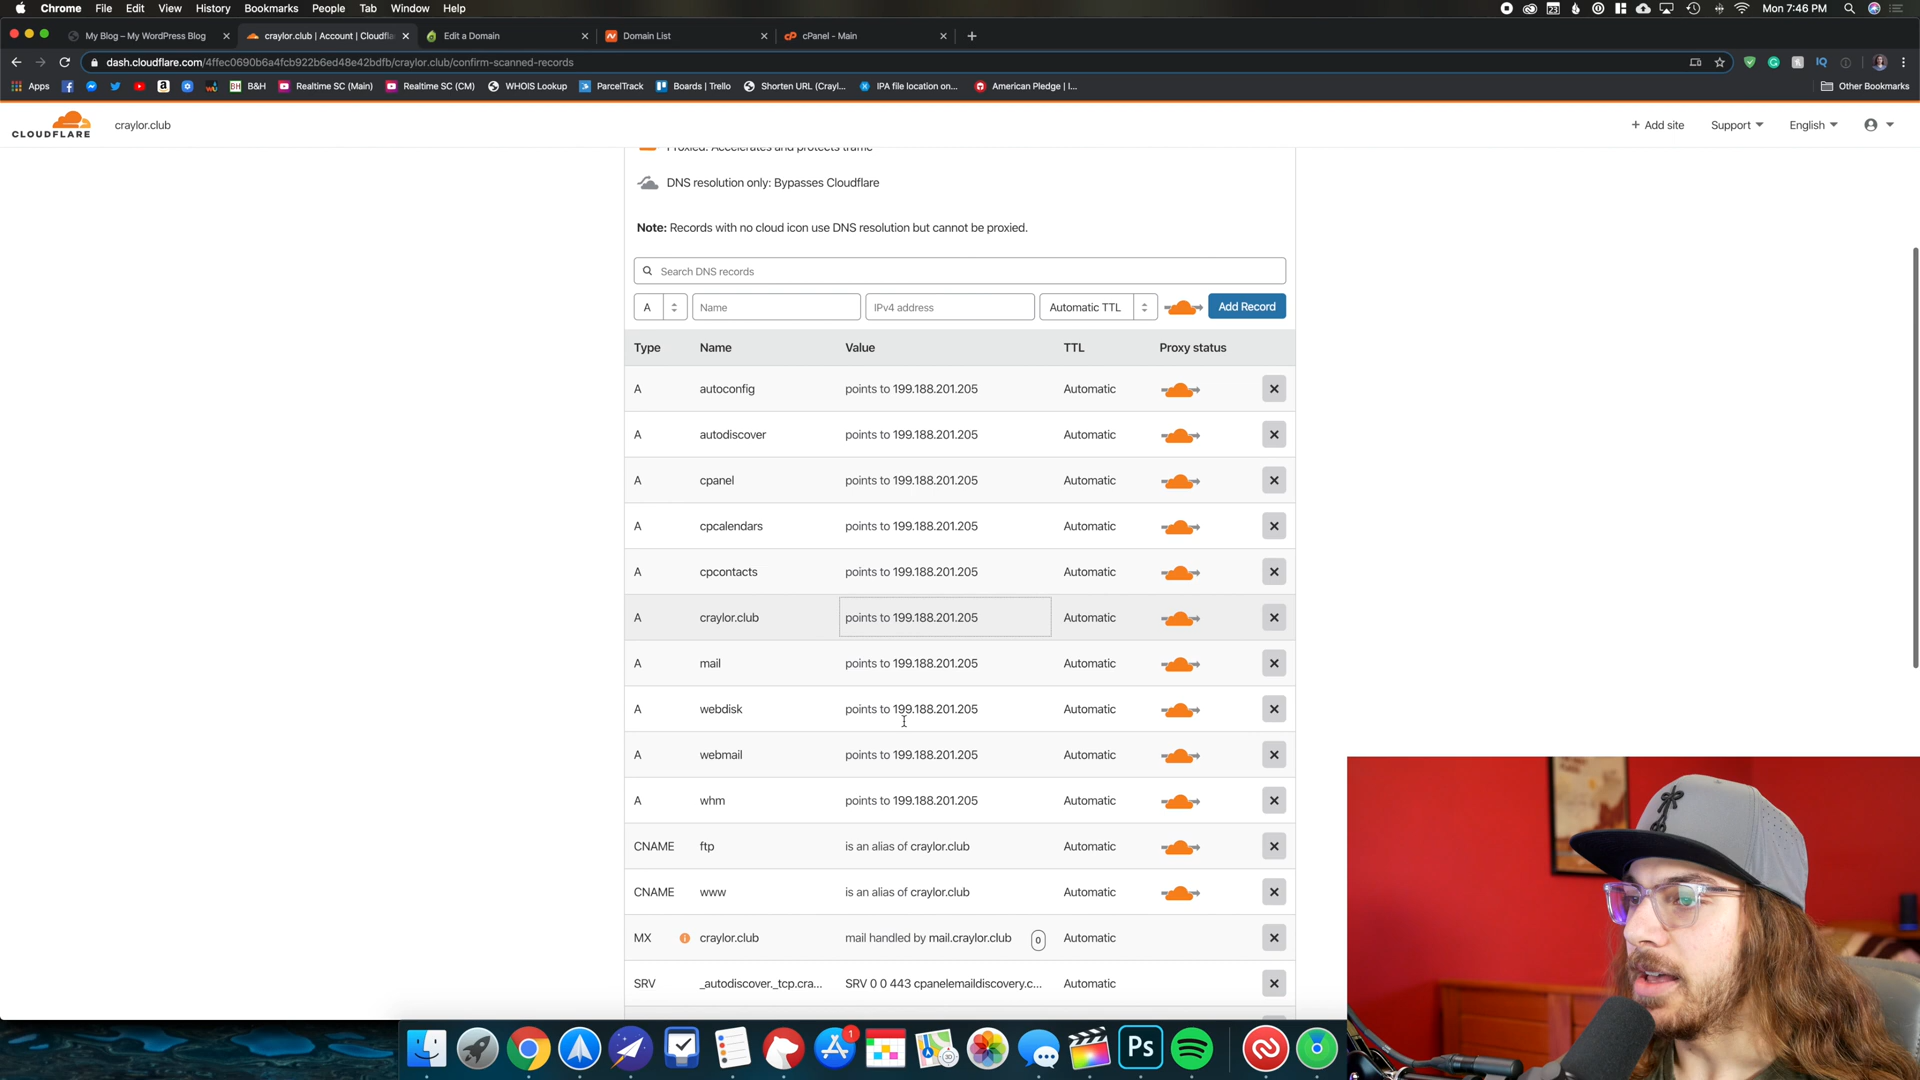 Chrome File Edit View History Bookmarks People Tab Window Help Mon 7:46 PM
My Blog – My WordPress Blog craylor.club | Account | Cloudfla Edit a Domain Domain List cPanel - Main
dash.cloudflare.com/4ffec0690b6a4fcb922b6ed48e42bdfb/craylor.club/confirm-scanned-records
Apps B&H Realtime SC (Main) Realtime SC (CM) WHOIS Lookup ParcelTrack Boards | Trello Shorten URL (Crayl... IPA file location on... American Pledge | I... Other Bookmarks
CLOUDFLARE craylor.club + Add site Support English
Proxied: Accelerates and protects traffic
DNS resolution only: Bypasses Cloudflare
Note: Records with no cloud icon use DNS resolution but cannot be proxied.
Search DNS records
A Name IPv4 address Automatic TTL Add Record
Type Name Value TTL Proxy status
A autoconfig points to 199.188.201.205 Automatic
A autodiscover points to 199.188.201.205 Automatic
A cpanel points to 199.188.201.205 Automatic
A cpcalendars points to 199.188.201.205 Automatic
A cpcontacts points to 199.188.201.205 Automatic
A craylor.club points to 199.188.201.205 Automatic
A mail points to 199.188.201.205 Automatic
A webdisk points to 199.188.201.205 Automatic
A webmail points to 199.188.201.205 Automatic
A whm points to 199.188.201.205 Automatic
CNAME ftp is an alias of craylor.club Automatic
CNAME www is an alias of craylor.club Automatic
MX craylor.club mail handled by mail.craylor.club 0 Automatic
SRV _autodiscover._tcp.cra... SRV 0 0 443 cpanelemaildiscovery.c... Automatic
1
Ps